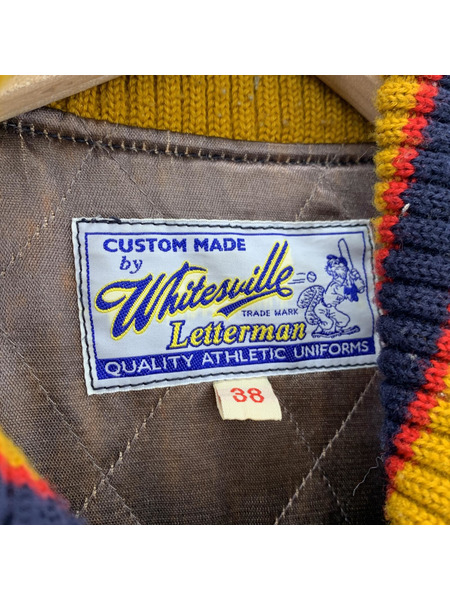 CUSTOM MADE
by
Whitesville
TRADE MARK
Letterman
QUALITY ATHLETIC UNIFORMS
38